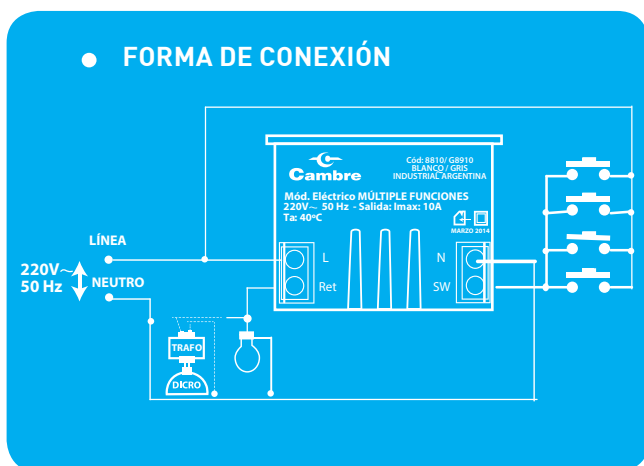 FORMA DE CONEXIÓN
Cambre
Cód: 8810/ G8910
BLANCO / GRIS
INDUSTRIAL ARGENTINA
Mód. Eléctrico MÚLTIPLE FUNCIONES
220V~ 50 Hz - Salida: Imax: 10A
Ta: 40ºC
MARZO 2014
LÍNEA
220V~
50 Hz
NEUTRO
L
N
Ret
SW
TRAFO
DICRO